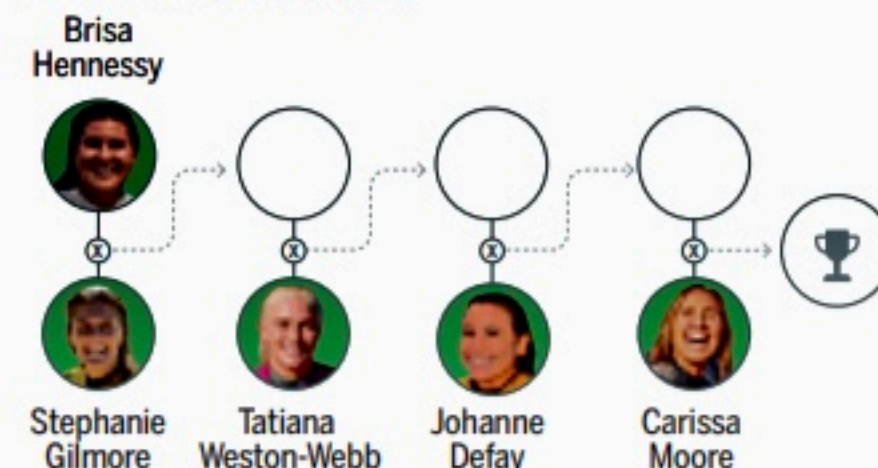 Brisa
Hennessy
X
X
X
X
Stephanie
Gilmore
Tatiana
Weston-Webb
Johanne
Defay
Carissa
Moore